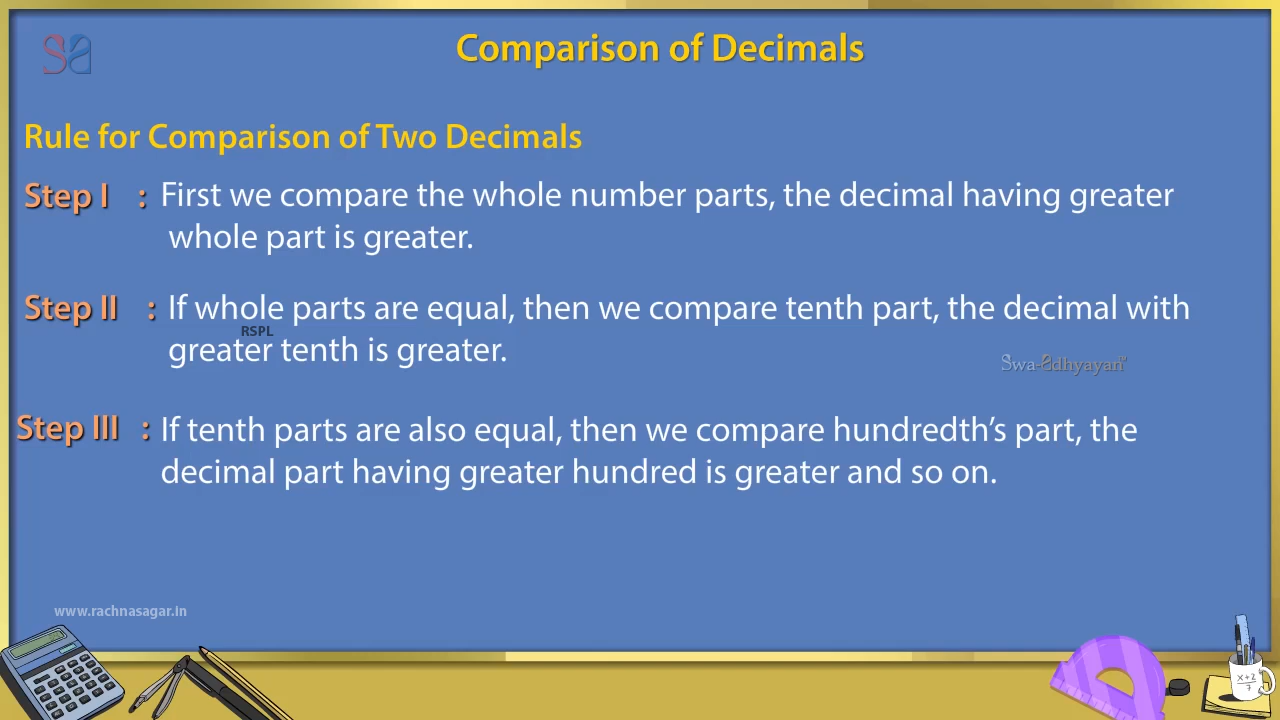 Sa
Comparison of Decimals
Rule for Comparison of Two Decimals
Step I : First we compare the whole number parts, the decimal having greater
whole part is greater.
Step II : If whole parts are equal, then we compare tenth part, the decimal with
RSPL
greater tenth is greater.
Swa-adhyayan
Step III : If tenth parts are also equal, then we compare hundredth’s part, the
decimal part having greater hundred is greater and so on.
www.rachnasagar.in
x+2
7